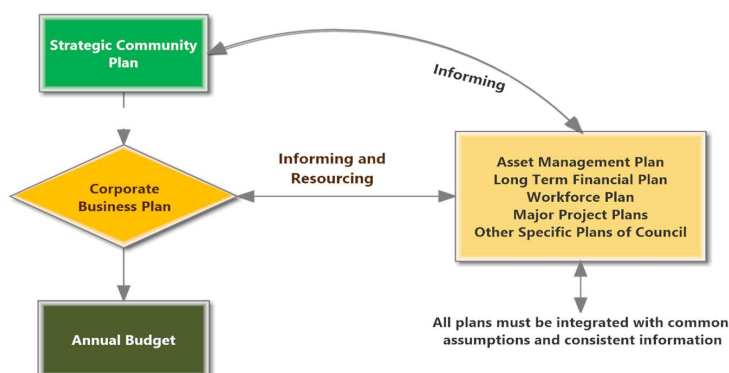 Strategic Community
Plan
Informing
Corporate
Business Plan
Informing and
Resourcing
Asset Management Plan
Long Term Financial Plan
Workforce Plan
Major Project Plans
Other Specific Plans of Council
Annual Budget
All plans must be integrated with common
assumptions and consistent information